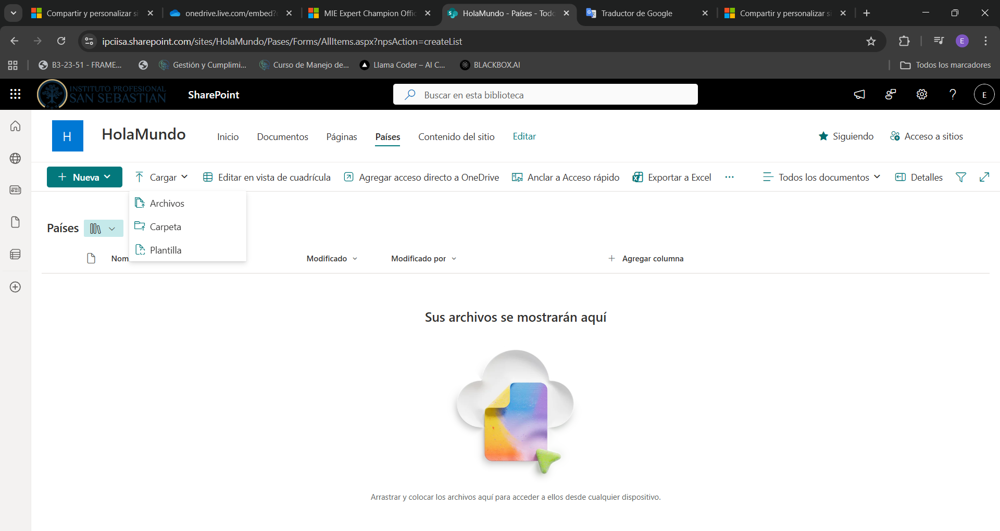 Compartir y personalizar si
onedrive.live.com/embed?
MIE Expert Champion Offic
HolaMundo - Países - Todo
Traductor de Google
Compartir y personalizar si
ipciisa.sharepoint.com/sites/HolaMundo/Pases/Forms/AllItems.aspx?npsAction=createList
E
B3-23-51 - FRAME...
Gestión y Cumplimi...
Curso de Manejo de...
Llama Coder – AI C...
BLACKBOX.AI
Todos los marcadores
INSTITUTO PROFESIONAL
SAN SEBASTIAN
SharePoint
Buscar en esta biblioteca
E
H
HolaMundo
Inicio
Documentos
Páginas
Países
Contenido del sitio
Editar
Siguiendo
Acceso a sitios
Nueva
Cargar
Editar en vista de cuadrícula
Agregar acceso directo a OneDrive
Anclar a Acceso rápido
Exportar a Excel
Todos los documentos
Detalles
Archivos
Carpeta
Plantilla
Países
Nom
Modificado
Modificado por
Agregar columna
Sus archivos se mostrarán aquí
Arrastrar y colocar los archivos aquí para acceder a ellos desde cualquier dispositivo.